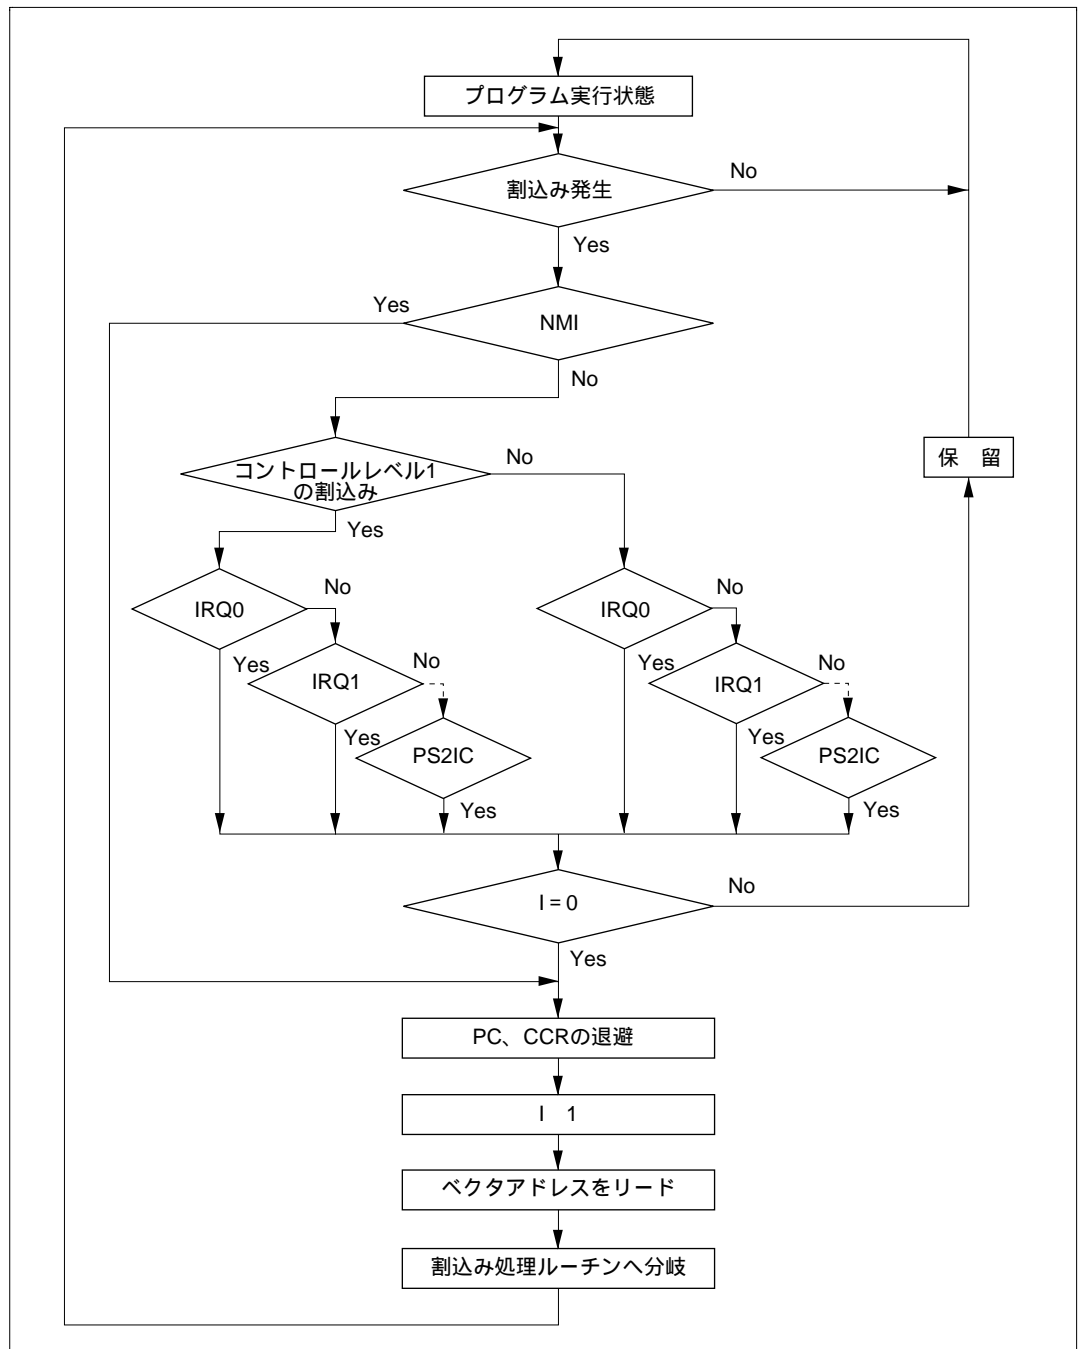 プログラム実行状態
割込み発生
No
Yes
Yes
NMI
No
コントロールレベル1
の割込み
No
保 留
Yes
IRQ0
No
IRQ0
No
Yes
IRQ1
No
Yes
IRQ1
No
Yes
PS2IC
Yes
PS2IC
Yes
Yes
I = 0
No
Yes
PC、CCRの退避
I 1
ベクタアドレスをリード
割込み処理ルーチンへ分岐